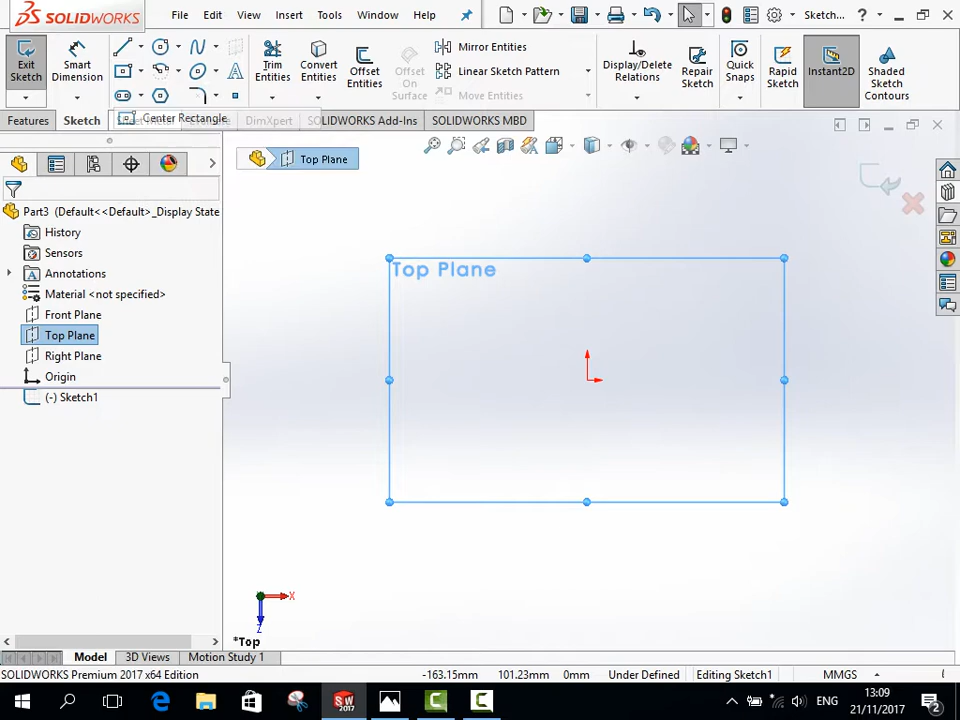 SOLIDWORKS File Edit View Insert Tools Window Help Sketch... ?
Exit Sketch
Smart Dimension
Trim Entities
Convert Entities
Offset Entities
Offset On Surface
Mirror Entities
Linear Sketch Pattern
Move Entities
Display/Delete Relations
Repair Sketch
Quick Snaps
Rapid Sketch
Instant2D
Shaded Sketch Contours
Center Rectangle
Features Sketch DimXpert LIDWORKS Add-Ins SOLIDWORKS MBD
Top Plane
Part3 (Default<<Default>_Display State
History
Sensors
Annotations
Material <not specified>
Front Plane
Top Plane
Right Plane
Origin
(-) Sketch1
Top Plane
X
Z
*Top
Model 3D Views Motion Study 1
SOLIDWORKS Premium 2017 x64 Edition -163.15mm 101.23mm 0mm Under Defined Editing Sketch1 MMGS
ENG 13:09
21/11/2017
2